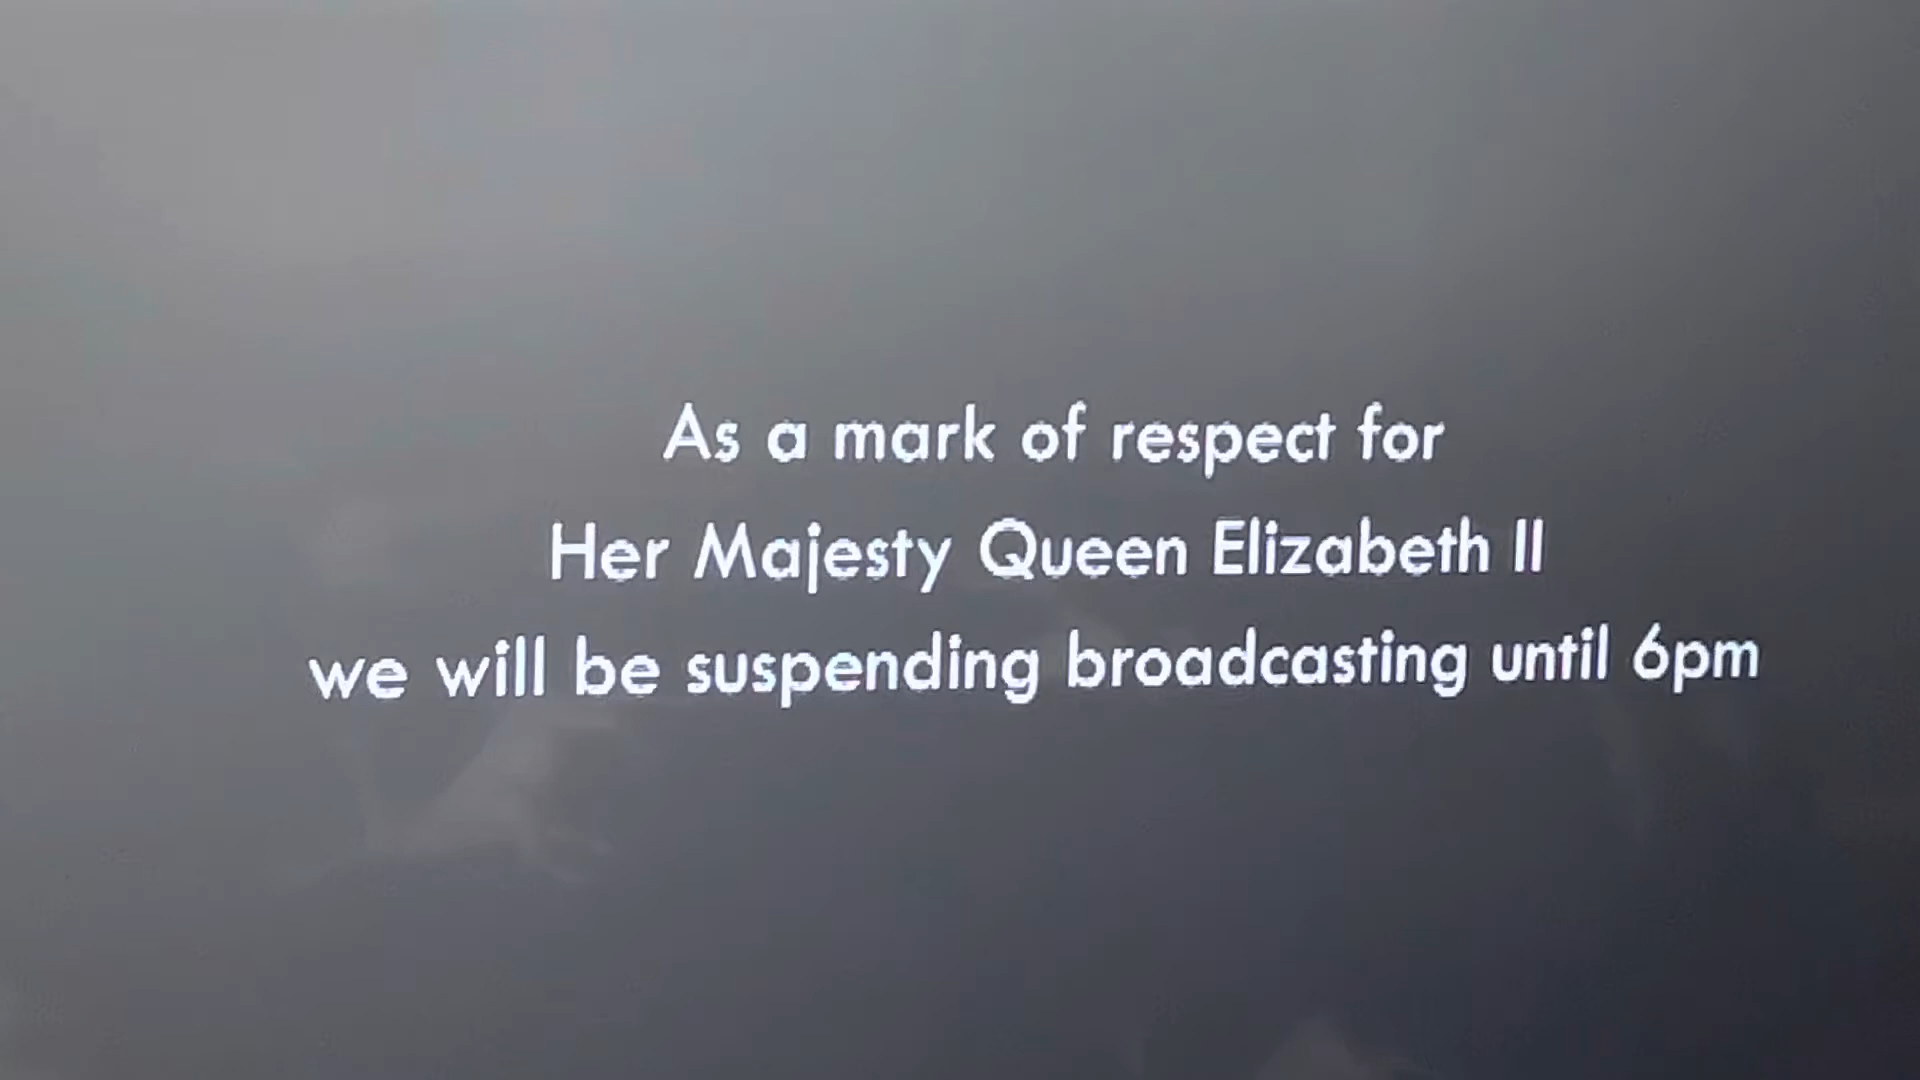 As a mark of respect for
Her Majesty Queen Elizabeth II
we will be suspending broadcasting until 6pm